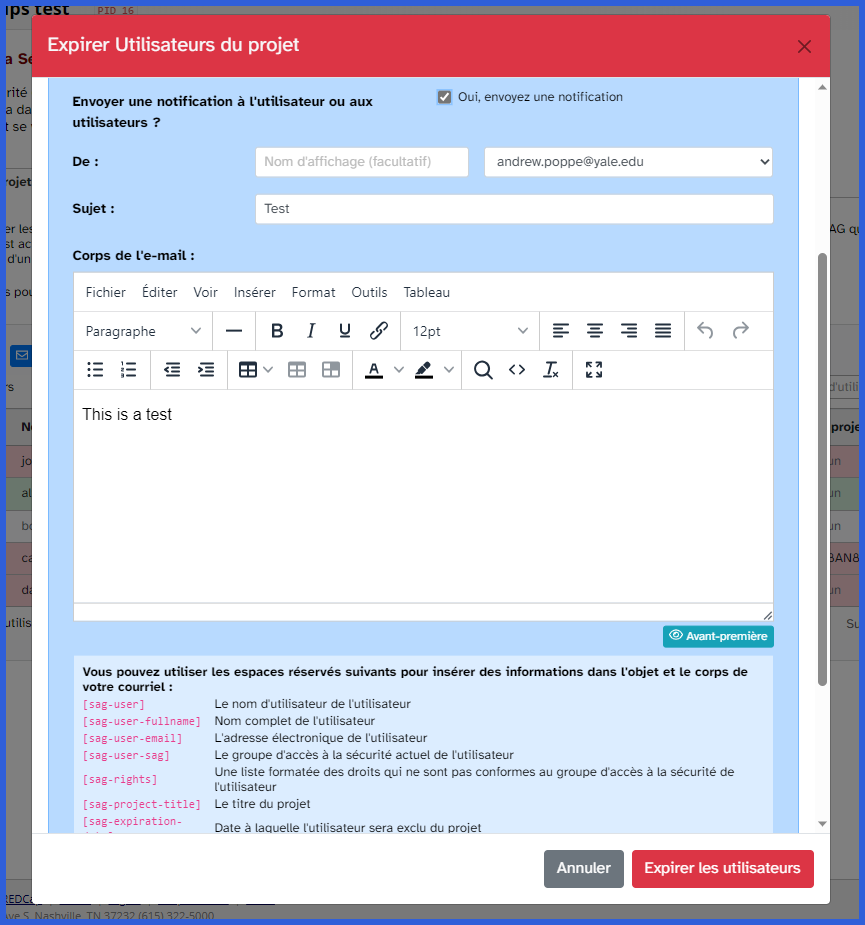 ups test PID 16
Expirer Utilisateurs du projet
Envoyer une notification à l'utilisateur ou aux
utilisateurs ?
Oui, envoyez une notification
De :
Nom d'affichage (facultatif)
andrew.poppe@yale.edu
Sujet :
Test
Corps de l'e-mail :
Fichier Éditer Voir Insérer Format Outils Tableau
Paragraphe
B I U
12pt
A
This is a test
Avant-première
Vous pouvez utiliser les espaces réservés suivants pour insérer des informations dans l'objet et le corps de
votre courriel :
[sag-user] Le nom d'utilisateur de l'utilisateur
[sag-user-fullname] Nom complet de l'utilisateur
[sag-user-email] L'adresse électronique de l'utilisateur
[sag-user-sag] Le groupe d'accès à la sécurité actuel de l'utilisateur
[sag-rights] Une liste formatée des droits qui ne sont pas conformes au groupe d'accès à la sécurité de
l'utilisateur
[sag-project-title] Le titre du projet
[sag-expiration-
Date à laquelle l'utilisateur sera exclu du projet
Annuler
Expirer les utilisateurs
Ave S, Nashville, TN 37232 (615) 322-5000